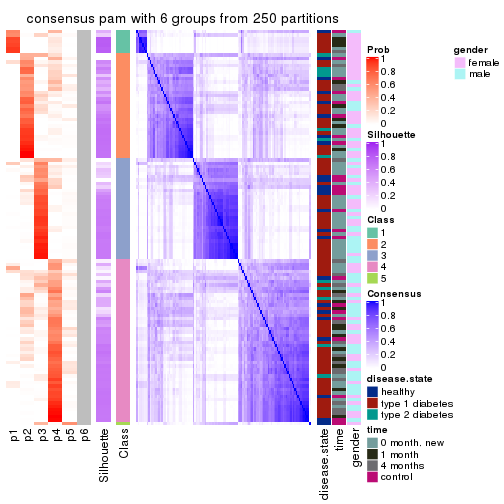 consensus pam with 6 groups from 250 partitions
Prob
1
0.8
0.6
0.4
0.2
0
gender
female
male
Silhouette
1
0.8
0.6
0.4
0.2
0
Class
1
2
3
4
5
Consensus
1
0.8
0.6
0.4
0.2
0
disease.state
healthy
type 1 diabetes
type 2 diabetes
time
0 month. new
1 month
4 months
control
p1
p2
p3
p4
p5
p6
Silhouette
Class
disease.state
time
gender